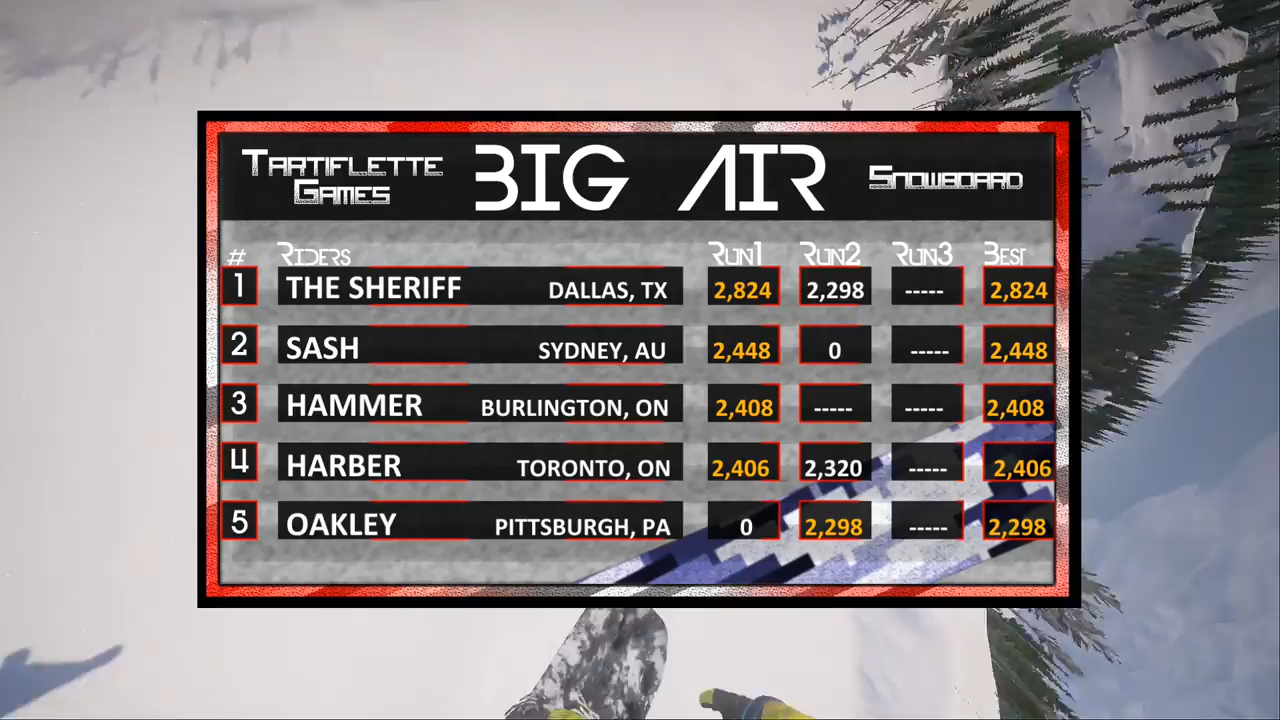 TARTIFLETTE GAMES BIG AIR SNOWBOARD
# RIDERS RUN1 RUN2 RUN3 BEST
1 THE SHERIFF DALLAS, TX 2,824 2,298 ----- 2,824
2 SASH SYDNEY, AU 2,448 0 ----- 2,448
3 HAMMER BURLINGTON, ON 2,408 ----- ----- 2,408
4 HARBER TORONTO, ON 2,406 2,320 ----- 2,406
5 OAKLEY PITTSBURGH, PA 0 2,298 ----- 2,298